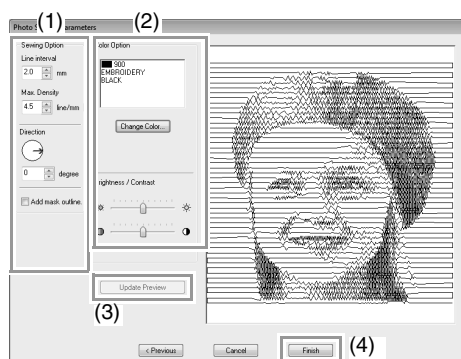 Photo S
Parameters
(1)
(2)
Sewing Option
Line interval
2.0 mm
Max. Density
4.5 line/mm
Direction
0 degree
Add mask outline.
olor Option
900
EMBROIDERY
BLACK
Change Color...
rightness / Contrast
Update Preview
(3)
< Previous
Cancel
Finish
(4)